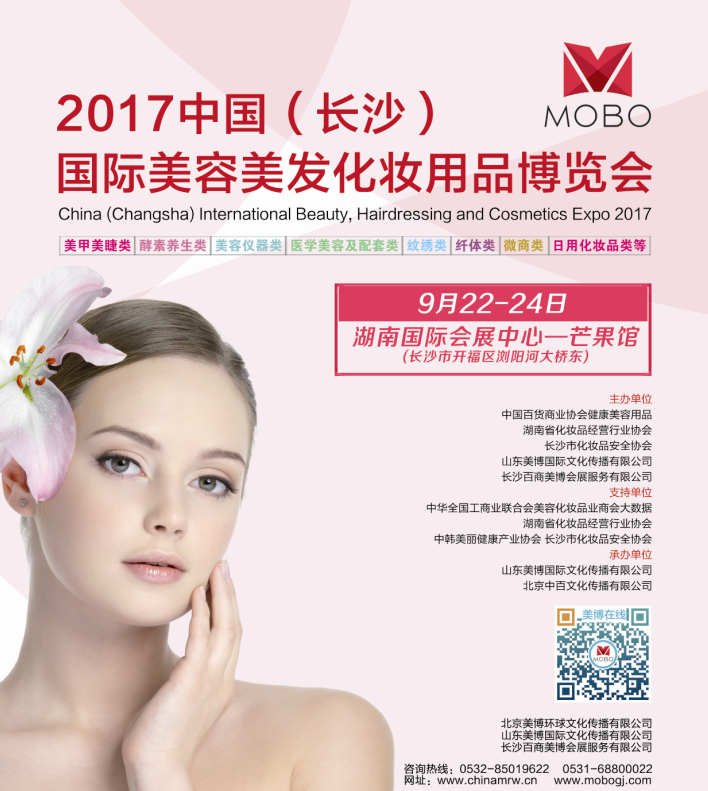 MOBO
2017中国（长沙）
国际美容美发化妆用品博览会
China (Changsha) International Beauty, Hairdressing and Cosmetics Expo 2017
美甲美睫类 酵素养生类 美容仪器类 医学美容及配套类 纹绣类 纤体类 微商类 日用化妆品类等
9月22-24日
湖南国际会展中心—芒果馆
(长沙市开福区浏阳河大桥东)
主办单位
中国百货商业协会健康美容用品
湖南省化妆品经营行业协会
长沙市化妆品安全协会
山东美博国际文化传播有限公司
长沙百商美博会展服务有限公司
支持单位
中华全国工商业联合会美容化妆品业商会大数据
湖南省化妆品经营行业协会
中韩美丽健康产业协会 长沙市化妆品安全协会
承办单位
山东美博国际文化传播有限公司
北京中百文化传播有限公司
美博在线
MOBO
北京美博环球文化传播有限公司
山东美博国际文化传播有限公司
长沙百商美博会展服务有限公司
咨询热线：0532-85019622 0531-68800022
网址：www.chinamrw.cn www.mobogj.com